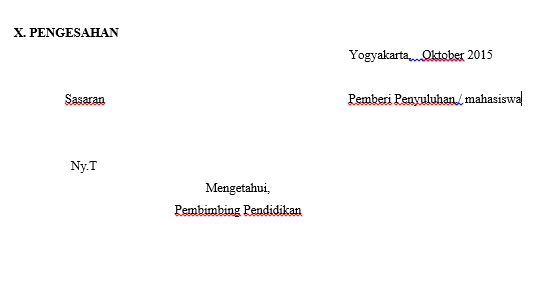 X. PENGESAHAN
Yogyakarta, Oktober 2015
Sasaran Pemberi Penyuluhan / mahasiswa
Ny.T
Mengetahui,
Pembimbing Pendidikan